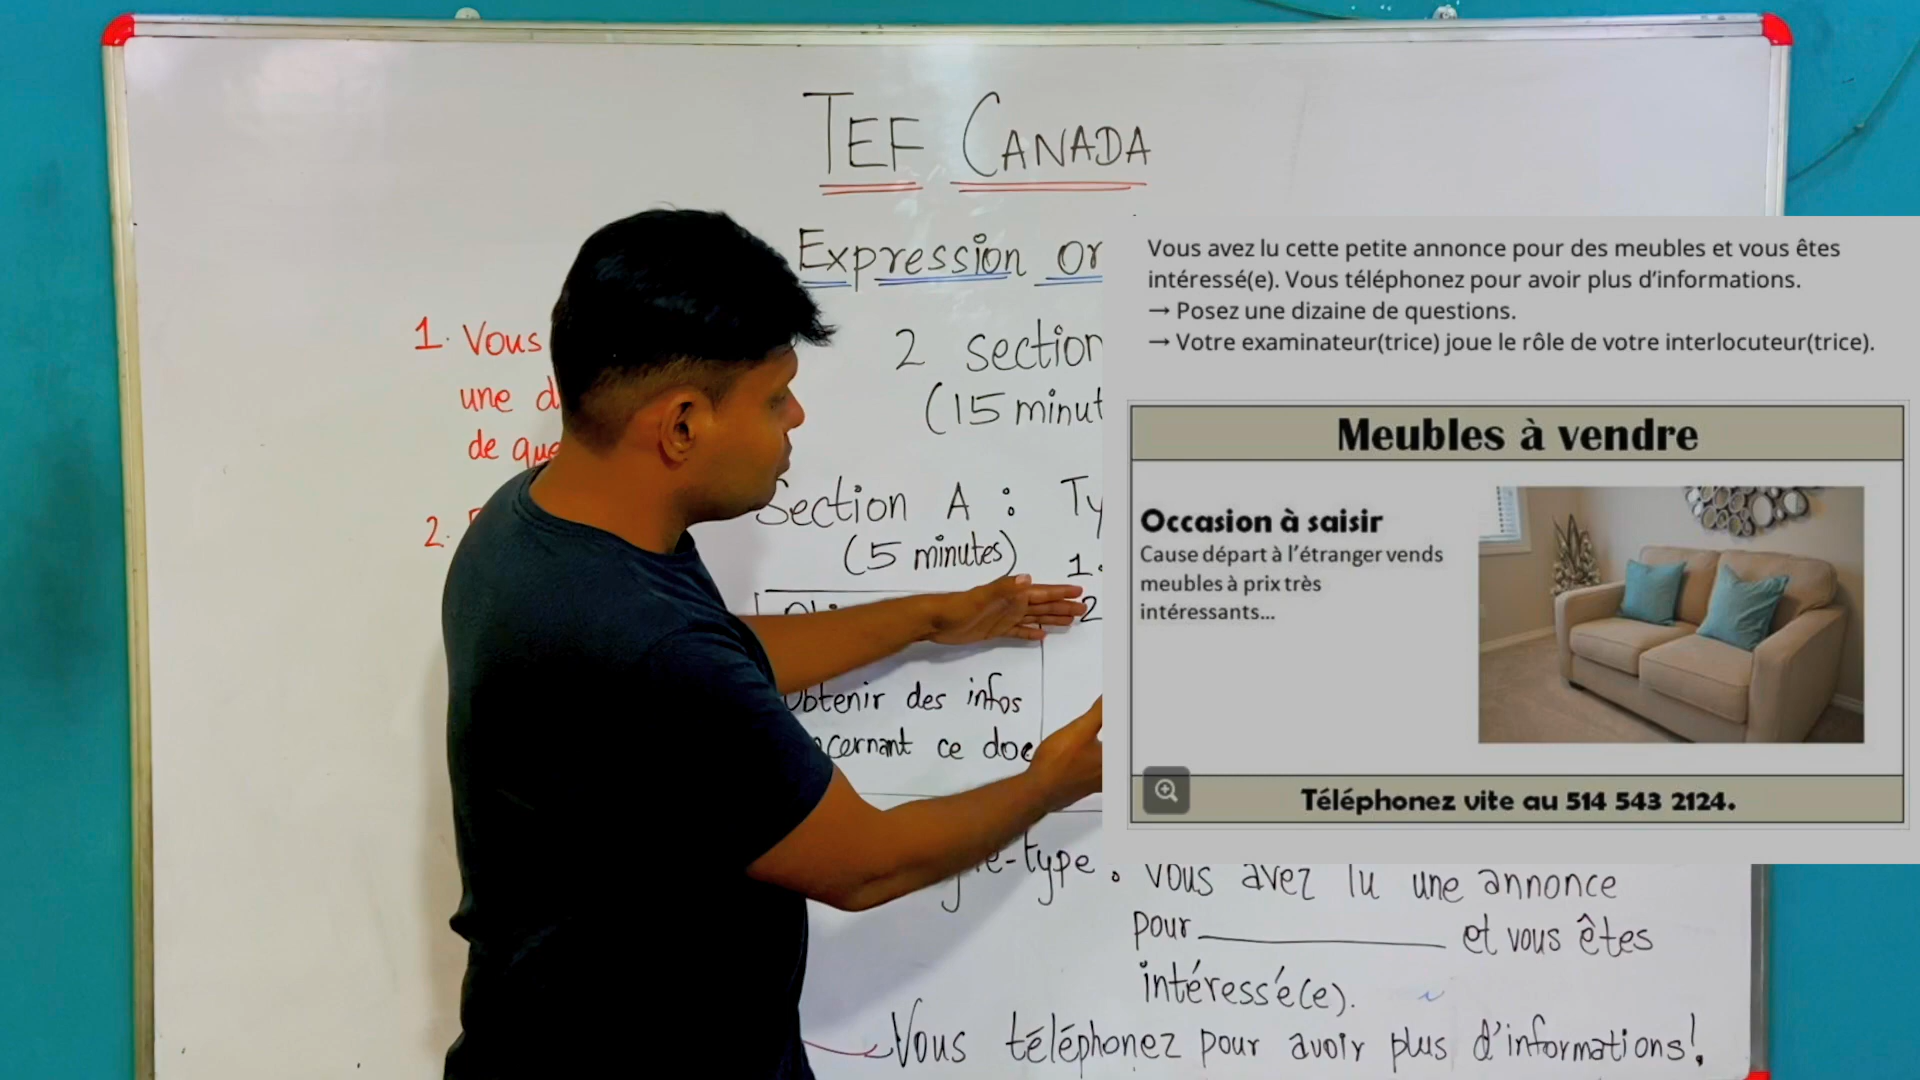 TEF CANADA
Expression or
1. Vous
une d
de que
2.
2 section
(15 minut
Section A : Ty
(5 minutes)
1.
2
Obtenir des infos
cernant ce doc
e-type : Vous avez lu une annonce
pour __________ et vous êtes
intéressé(e).
Vous téléphonez pour avoir plus d'informations!
Vous avez lu cette petite annonce pour des meubles et vous êtes
intéressé(e). Vous téléphonez pour avoir plus d'informations.
→ Posez une dizaine de questions.
→ Votre examinateur(trice) joue le rôle de votre interlocuteur(trice).
Meubles à vendre
Occasion à saisir
Cause départ à l'étranger vends
meubles à prix très
intéressants...
Téléphonez vite au 514 543 2124.